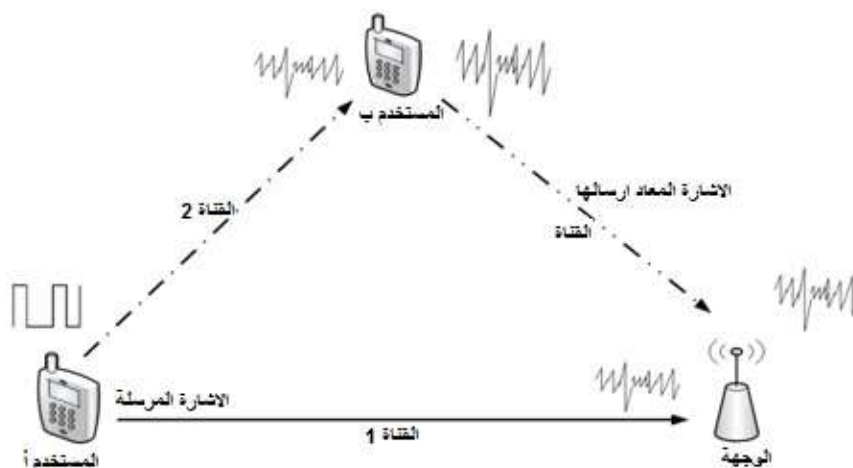 المستخدم ب
القناة 2
الاشارة المعاد ارسالها
القناة
الاشارة المرسلة
القناة 1
المستخدم أ
الوجهة